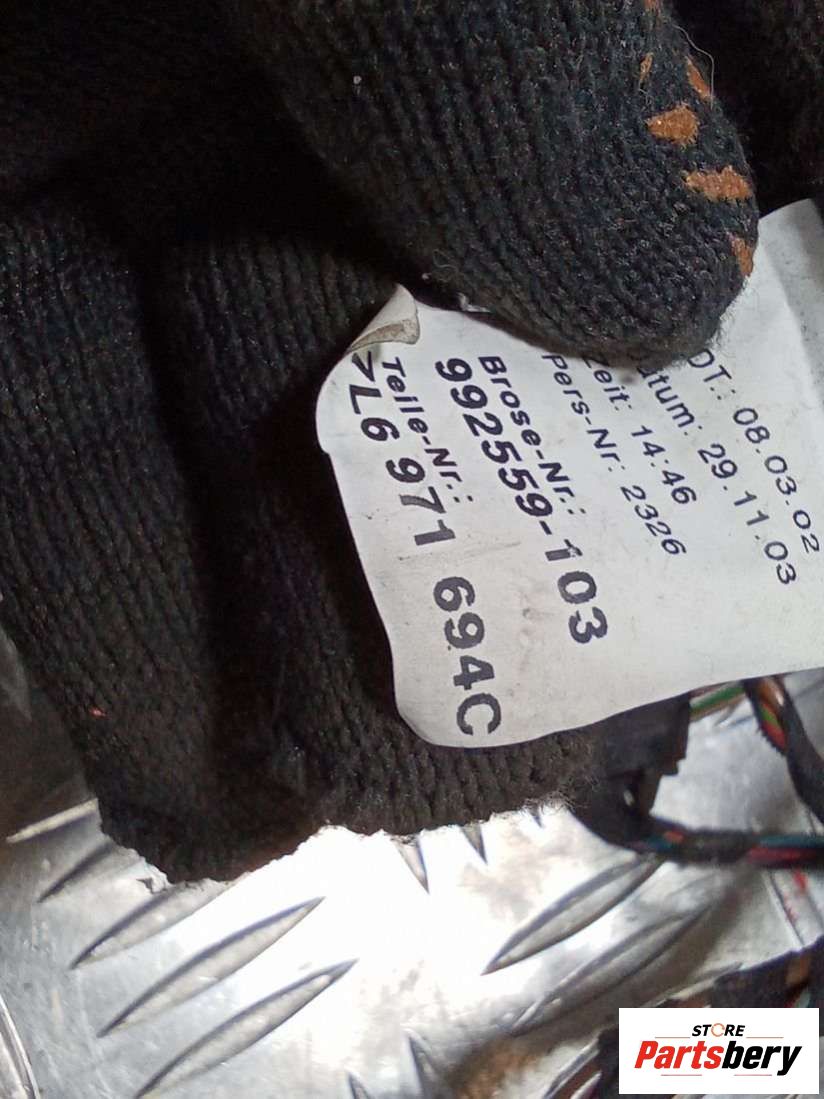 DT.: 08.03.02
atum: 29.11.03
Zeit: 14:46
Pers-Nr: 2326
Brose-Nr.:
992559-103
Teile-Nr.:
>L6 971 694C
STORE
Partsbery